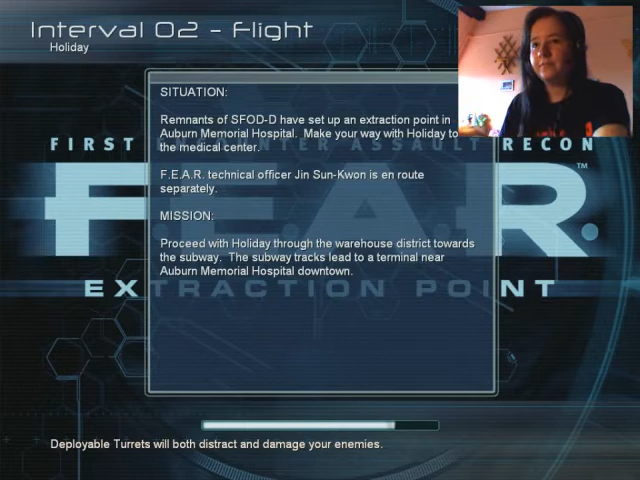 Interval 02 - Flight
Holiday
SITUATION:
Remnants of SFOD-D have set up an extraction point in
Auburn Memorial Hospital. Make your way with Holiday to
the medical center.
F.E.A.R. technical officer Jin Sun-Kwon is en route
separately.
MISSION:
Proceed with Holiday through the warehouse district towards
the subway. The subway tracks lead to a terminal near
Auburn Memorial Hospital downtown.
FIRST ENCOUNTER ASSAULT RECON
F.E.A.R.™
EXTRACTION POINT
Deployable Turrets will both distract and damage your enemies.